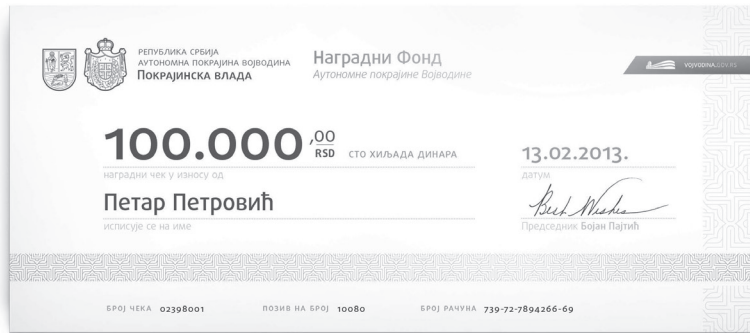 РЕПУБЛИКА СРБИЈА
АУТОНОМНА ПОКРАЈИНА ВОЈВОДИНА
ПОКРАЈИНСКА ВЛАДА
Наградни Фонд
Аутономне покрајине Војводине
VOJVODINA.GOV.RS
100.000,00 RSD СТО ХИЉАДА ДИНАРА
13.02.2013.
наградни чек у износу од
датум
Петар Петровић
Best Wishes
исписује се на име
Председник Бојан Пајтић
БРОЈ ЧЕКА 02398001 ПОЗИВ НА БРОЈ 10080 БРОЈ РАЧУНА 739-72-7894266-69